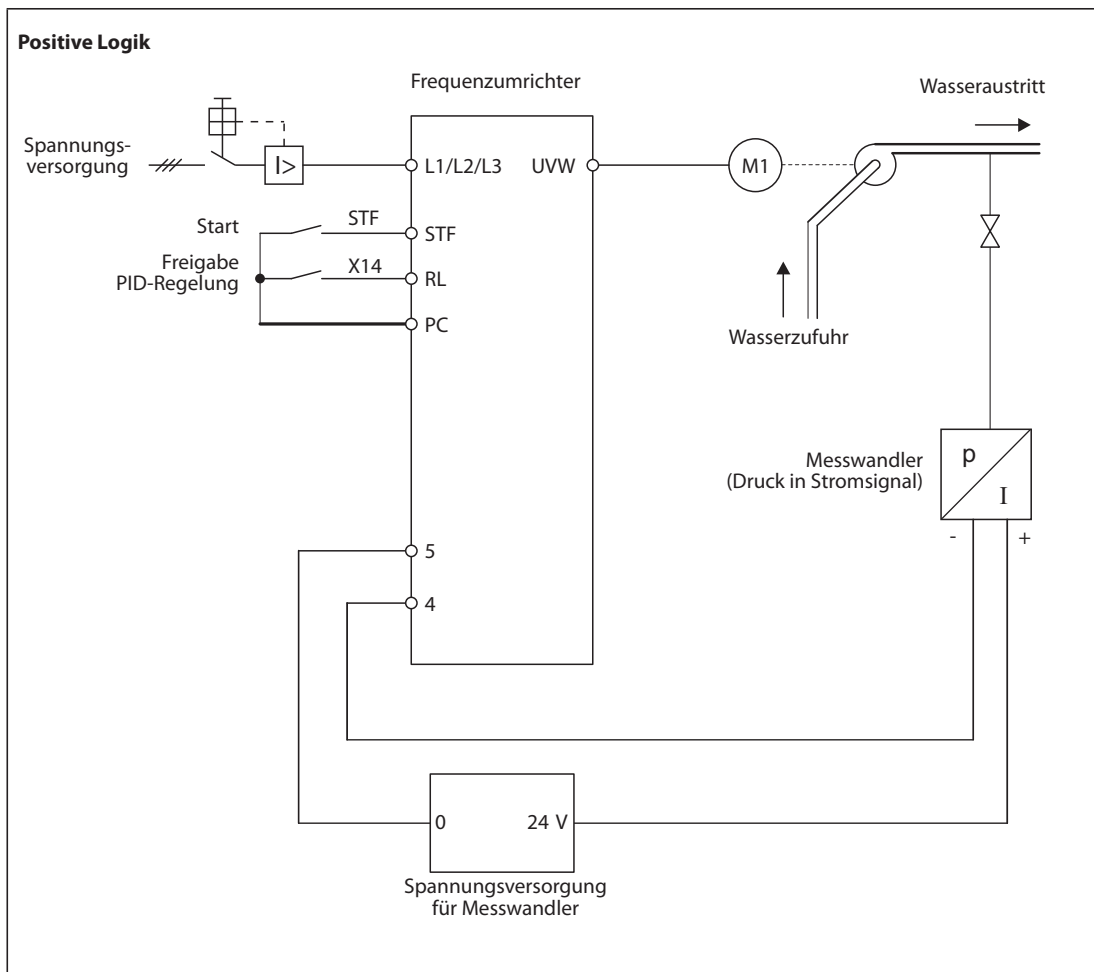 Positive Logik
Frequenzumrichter
Wasseraustritt
Spannungs-
versorgung
I>
L1/L2/L3
UVW
M1
Start
STF
STF
Freigabe
PID-Regelung
X14
RL
PC
Wasserzufuhr
Messwandler
(Druck in Stromsignal)
p
I
- +
5
4
0
24 V
Spannungsversorgung
für Messwandler